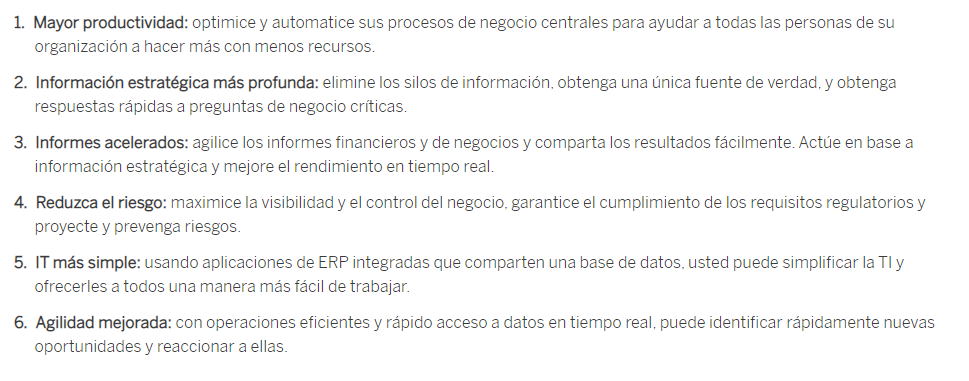 1. Mayor productividad: optimice y automatice sus procesos de negocio centrales para ayudar a todas las personas de su
organización a hacer más con menos recursos.
2. Información estratégica más profunda: elimine los silos de información, obtenga una única fuente de verdad, y obtenga
respuestas rápidas a preguntas de negocio críticas.
3. Informes acelerados: agilice los informes financieros y de negocios y comparta los resultados fácilmente. Actúe en base a
información estratégica y mejore el rendimiento en tiempo real.
4. Reduzca el riesgo: maximice la visibilidad y el control del negocio, garantice el cumplimiento de los requisitos regulatorios y
proyecte y prevenga riesgos.
5. IT más simple: usando aplicaciones de ERP integradas que comparten una base de datos, usted puede simplificar la TI y
ofrecerles a todos una manera más fácil de trabajar.
6. Agilidad mejorada: con operaciones eficientes y rápido acceso a datos en tiempo real, puede identificar rápidamente nuevas
oportunidades y reaccionar a ellas.